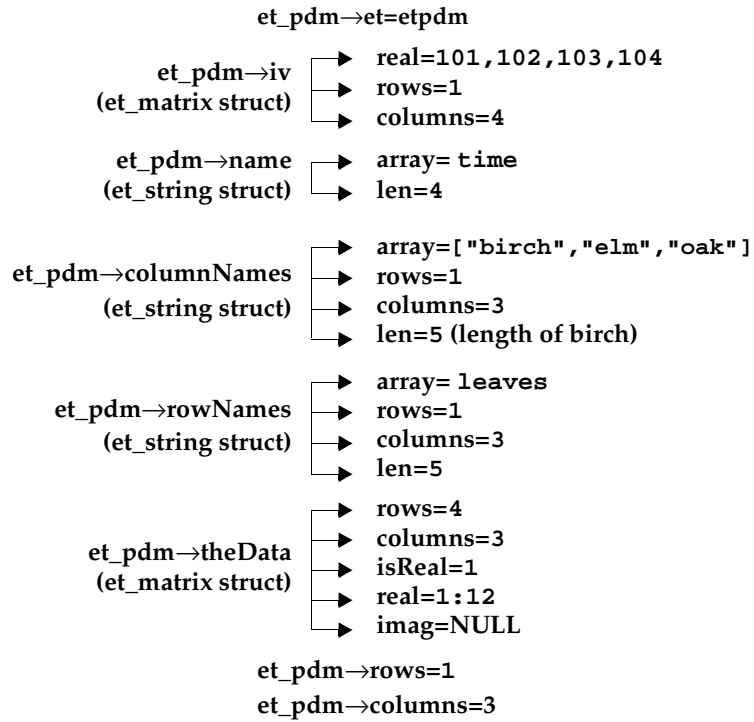 et_pdm→et=etpdm
et_pdm→iv
(et_matrix struct)
real=101,102,103,104
rows=1
columns=4
et_pdm→name
(et_string struct)
array= time
len=4
et_pdm→columnNames
(et_string struct)
array=["birch","elm","oak"]
rows=1
columns=3
len=5 (length of birch)
et_pdm→rowNames
(et_string struct)
array= leaves
rows=1
columns=3
len=5
et_pdm→theData
(et_matrix struct)
rows=4
columns=3
isReal=1
real=1:12
imag=NULL
et_pdm→rows=1
et_pdm→columns=3